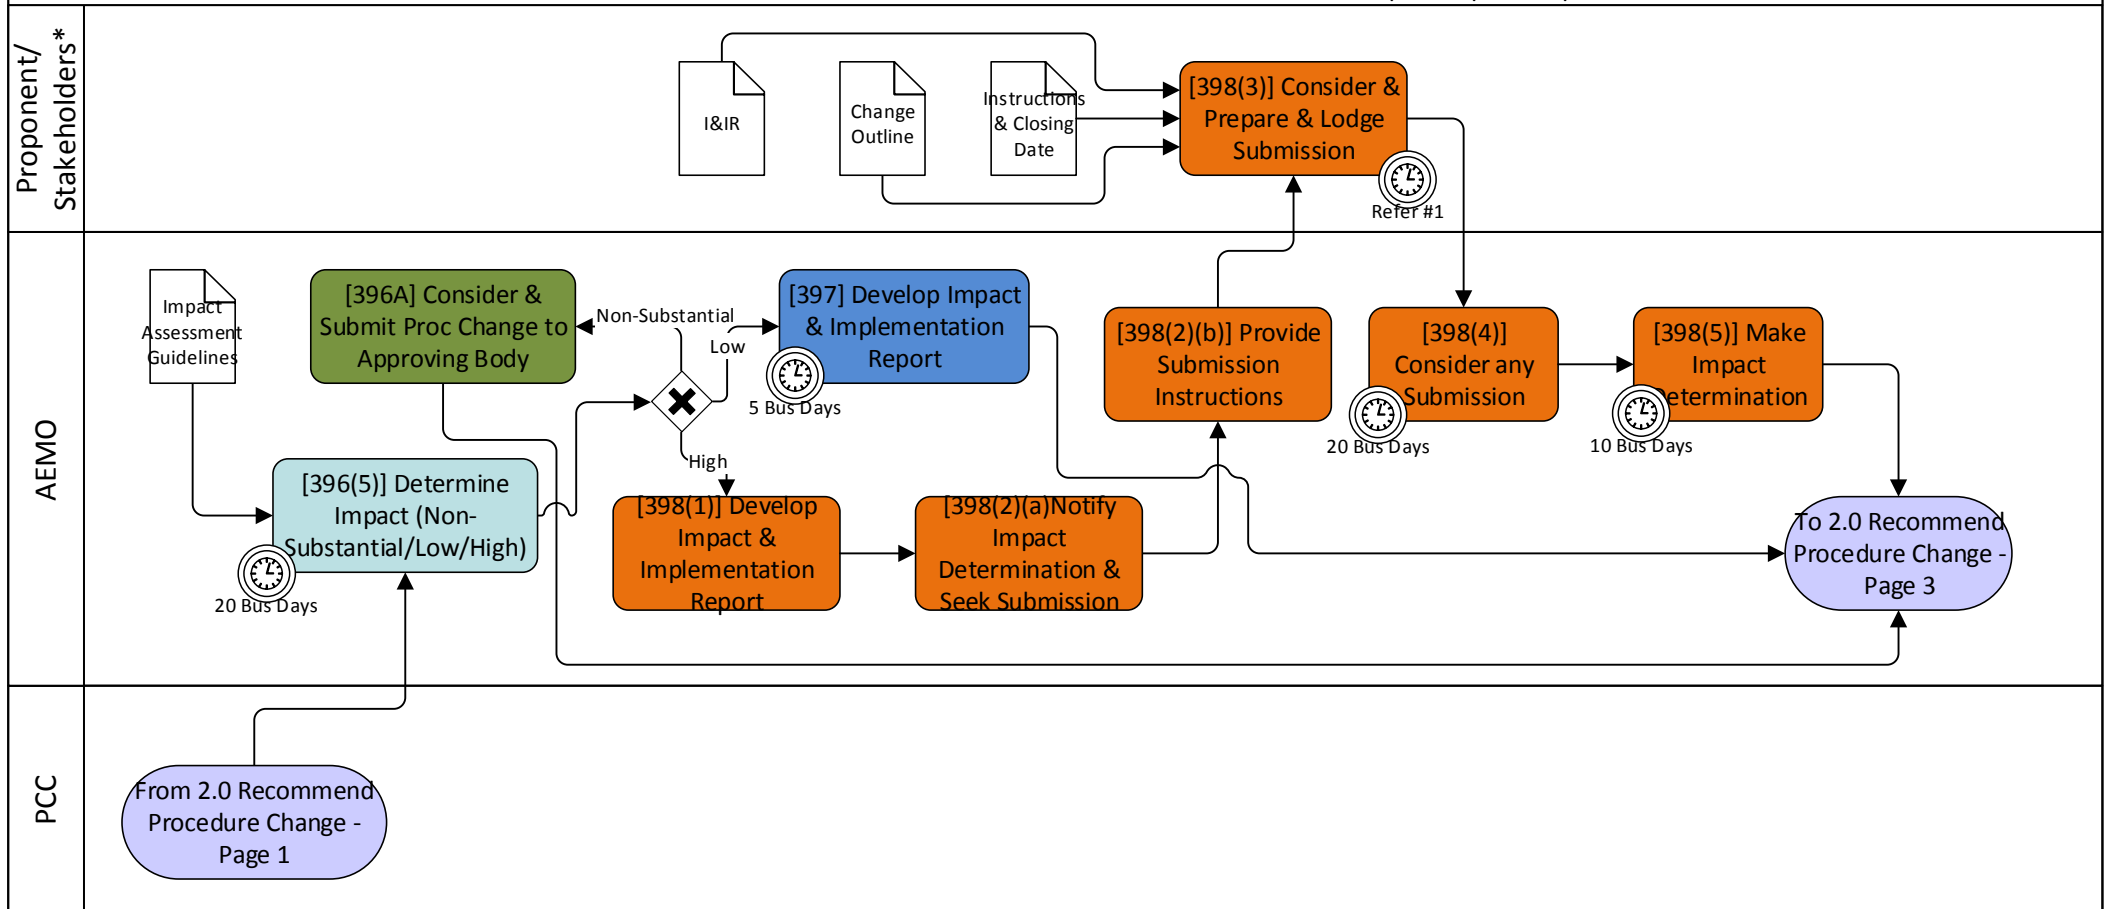 Proponent/
Stakeholders*
I&IR
Change
Outline
Instructions
& Closing
Date
[398(3)] Consider &
Prepare & Lodge
Submission
Refer #1
AEMO
Impact
Assessment
Guidelines
[396A] Consider &
Submit Proc Change to
Approving Body
Non-Substantial
Low
High
[397] Develop Impact
& Implementation
Report
5 Bus Days
[398(2)(b)] Provide
Submission
Instructions
[398(4)]
Consider any
Submission
20 Bus Days
[398(5)] Make
Impact
Determination
10 Bus Days
[396(5)] Determine
Impact (Non-
Substantial/Low/High)
20 Bus Days
[398(1)] Develop
Impact &
Implementation
Report
[398(2)(a)Notify
Impact
Determination &
Seek Submission
To 2.0 Recommend
Procedure Change -
Page 3
PCC
From 2.0 Recommend
Procedure Change -
Page 1